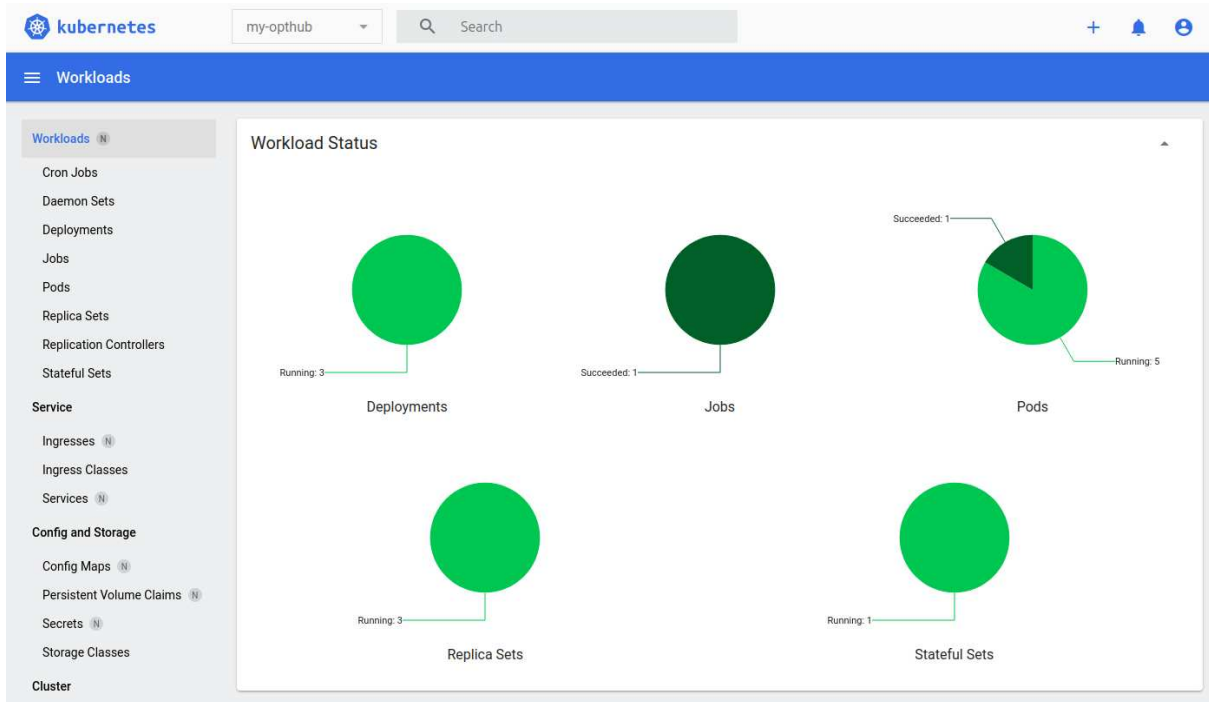 kubernetes
my-opthub
Search
Workloads
Workloads N
Cron Jobs
Daemon Sets
Deployments
Jobs
Pods
Replica Sets
Replication Controllers
Stateful Sets
Service
Ingresses N
Ingress Classes
Services N
Config and Storage
Config Maps N
Persistent Volume Claims N
Secrets N
Storage Classes
Cluster
Workload Status
Running: 3
Deployments
Succeeded: 1
Jobs
Succeeded: 1
Running: 5
Pods
Running: 3
Replica Sets
Running: 1
Stateful Sets